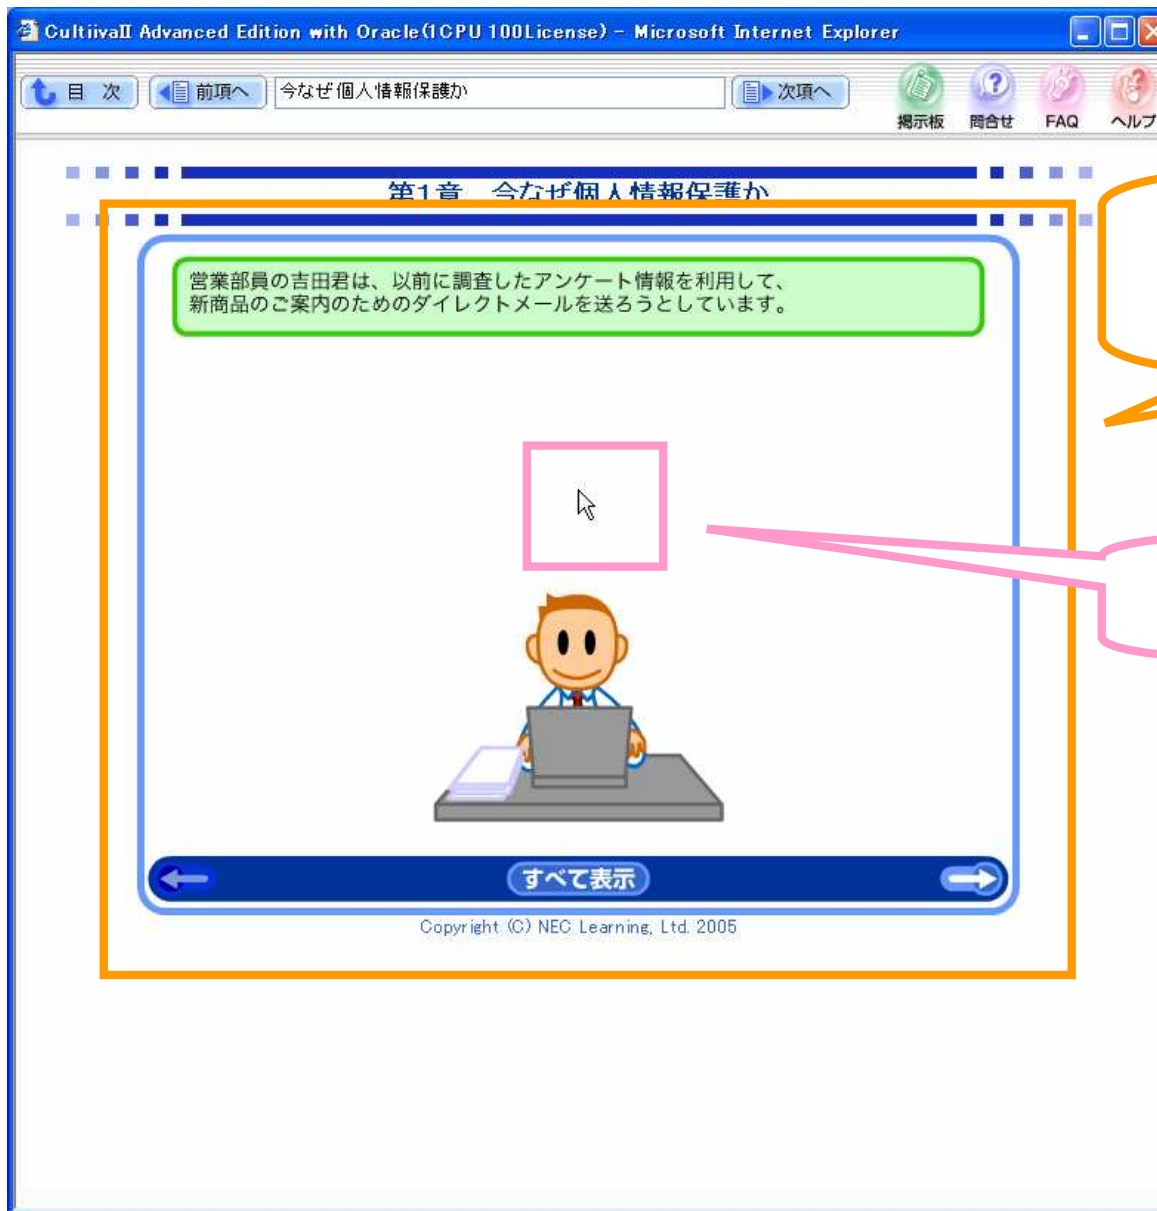 CultiivaII Advanced Edition with Oracle(1CPU 100License) - Microsoft Internet Explorer
目 次 前項へ 今なぜ個人情報保護か 次項へ
掲示板 問合せ FAQ ヘルプ
第1章 今なぜ個人情報保護か
営業部員の吉田君は、以前に調査したアンケート情報を利用して、
新商品のご案内のためのダイレクトメールを送ろうとしています。
すべて表示
Copyright (C) NEC Learning, Ltd. 2005